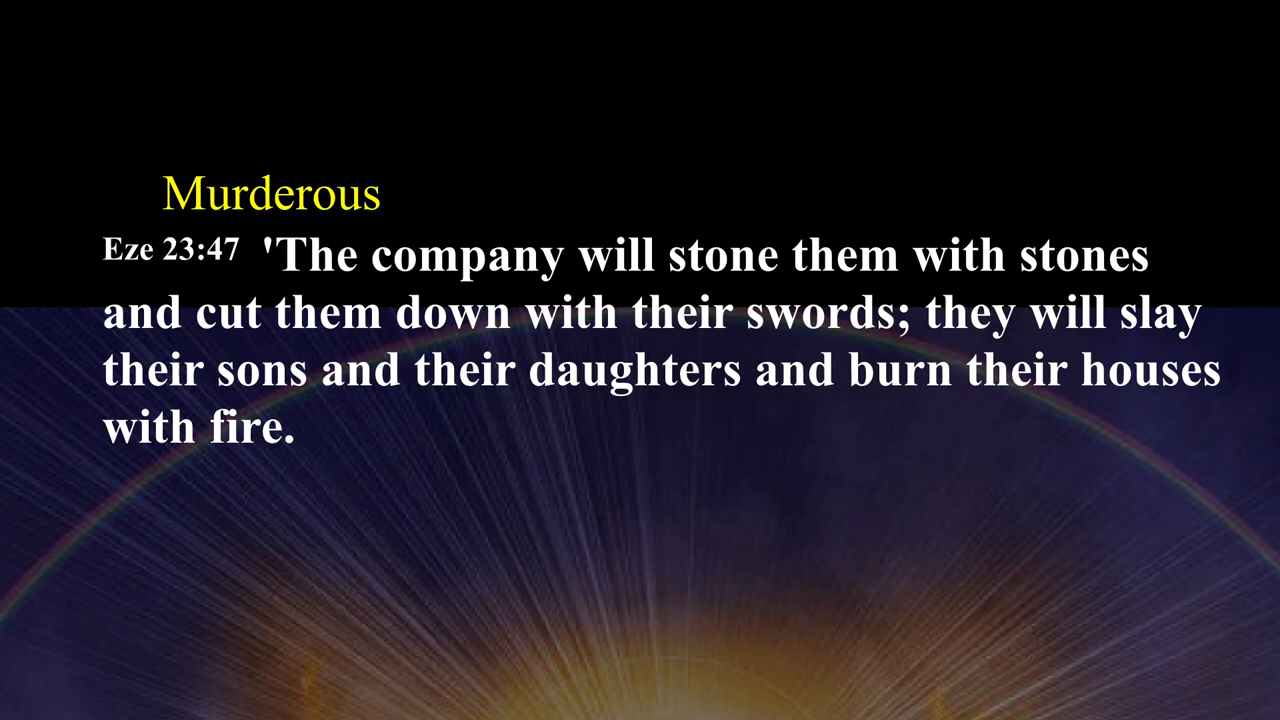 Murderous
Eze 23:47 'The company will stone them with stones
and cut them down with their swords; they will slay
their sons and their daughters and burn their houses
with fire.